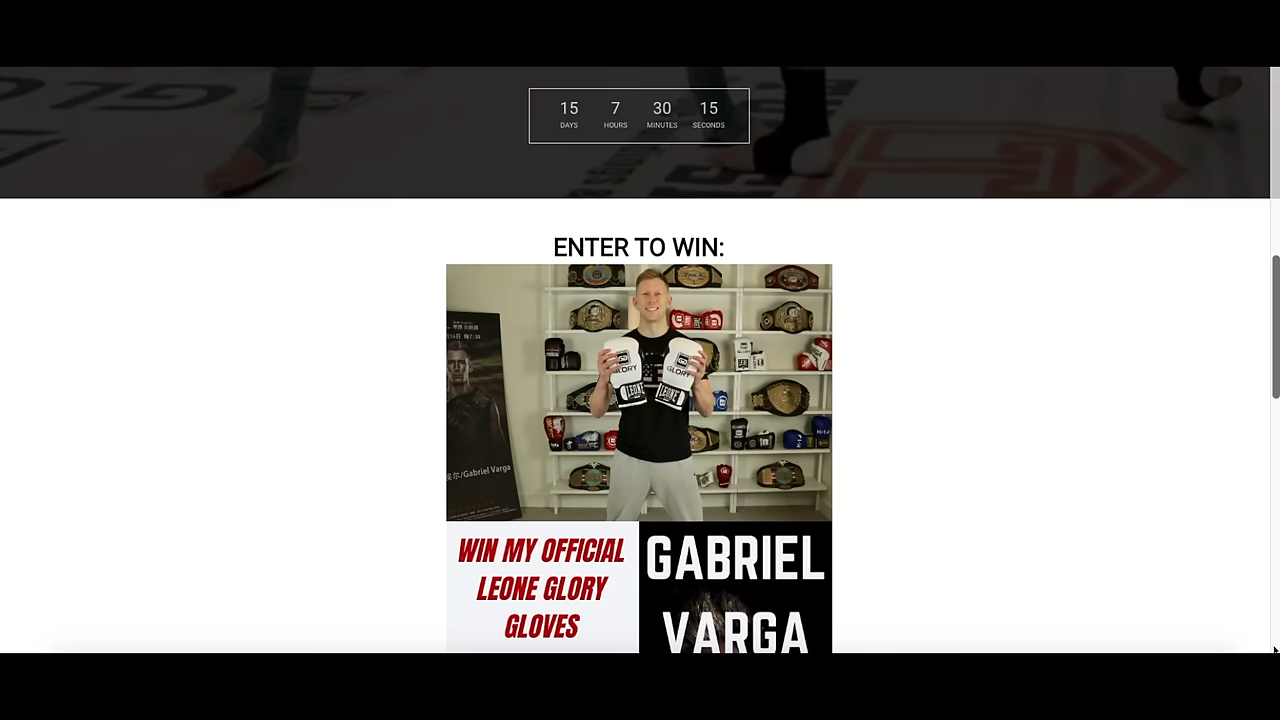 15 7 30 15
DAYS HOURS MINUTES SECONDS
ENTER TO WIN:
GLORY GLORY
LEONE LEONE
/Gabriel Varga
WIN MY OFFICIAL
LEONE GLORY
GLOVES
GABRIEL
VARGA